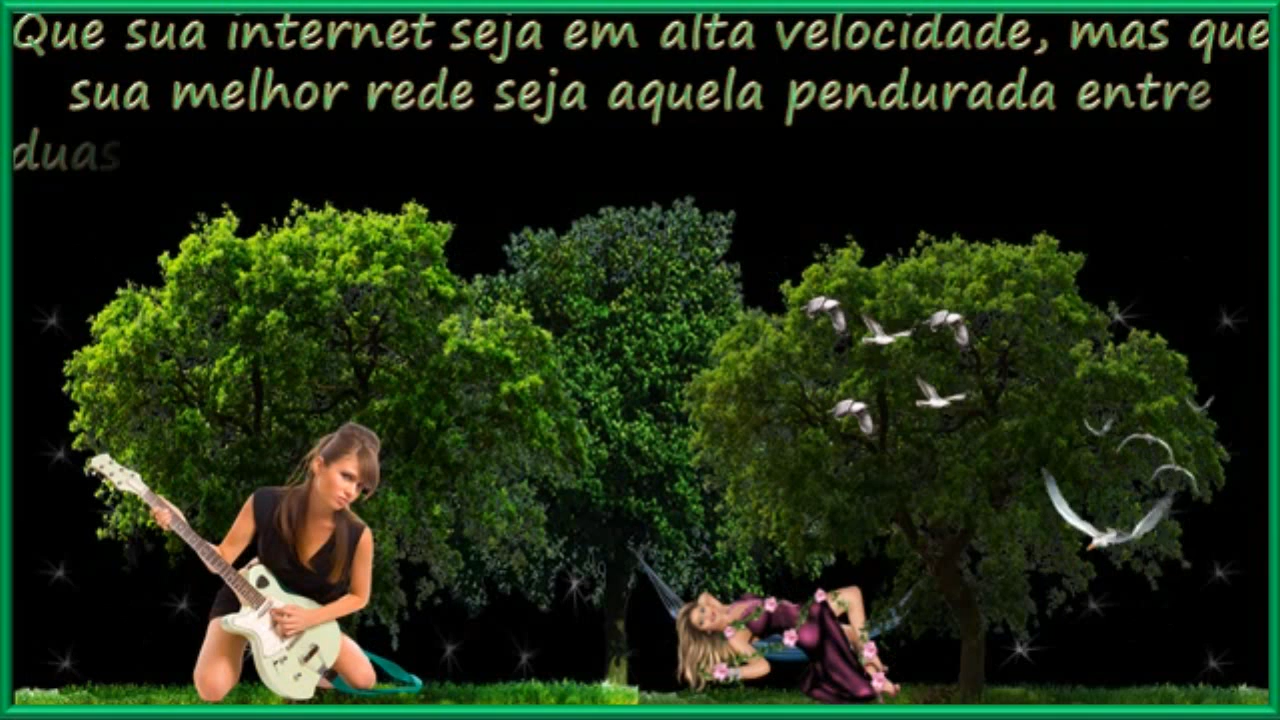 Que sua internet seja em alta velocidade, mas que
sua melhor rede seja aquela pendurada entre
duas